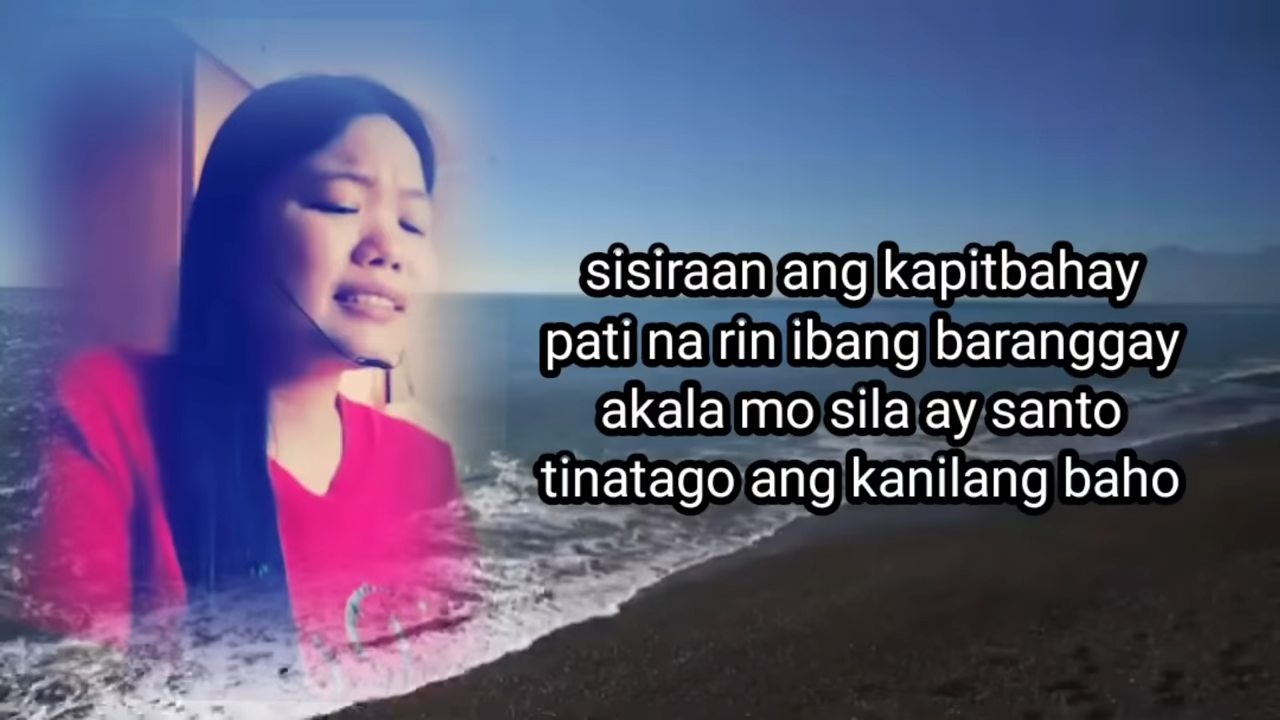 sisiraan ang kapitbahay
pati na rin ibang baranggay
akala mo sila ay santo
tinatago ang kanilang baho